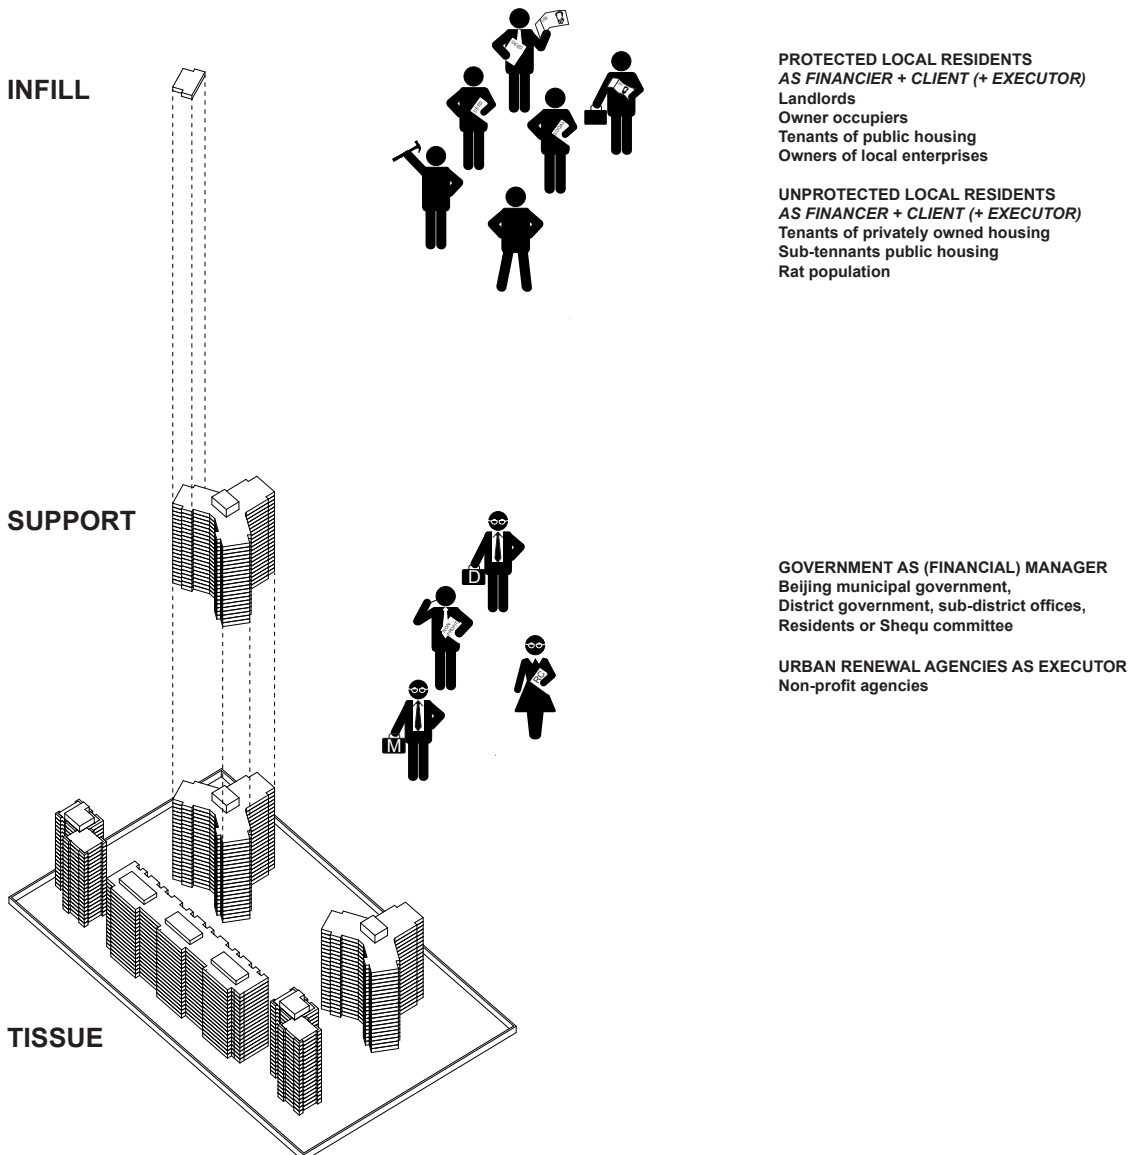 INFILL
PROTECTED LOCAL RESIDENTS
AS FINANCIER + CLIENT (+ EXECUTOR)
Landlords
Owner occupiers
Tenants of public housing
Owners of local enterprises
UNPROTECTED LOCAL RESIDENTS
AS FINANCER + CLIENT (+ EXECUTOR)
Tenants of privately owned housing
Sub-tennants public housing
Rat population
SUPPORT
D
M
GOVERNMENT AS (FINANCIAL) MANAGER
Beijing municipal government,
District government, sub-district offices,
Residents or Shequ committee
URBAN RENEWAL AGENCIES AS EXECUTOR
Non-profit agencies
TISSUE